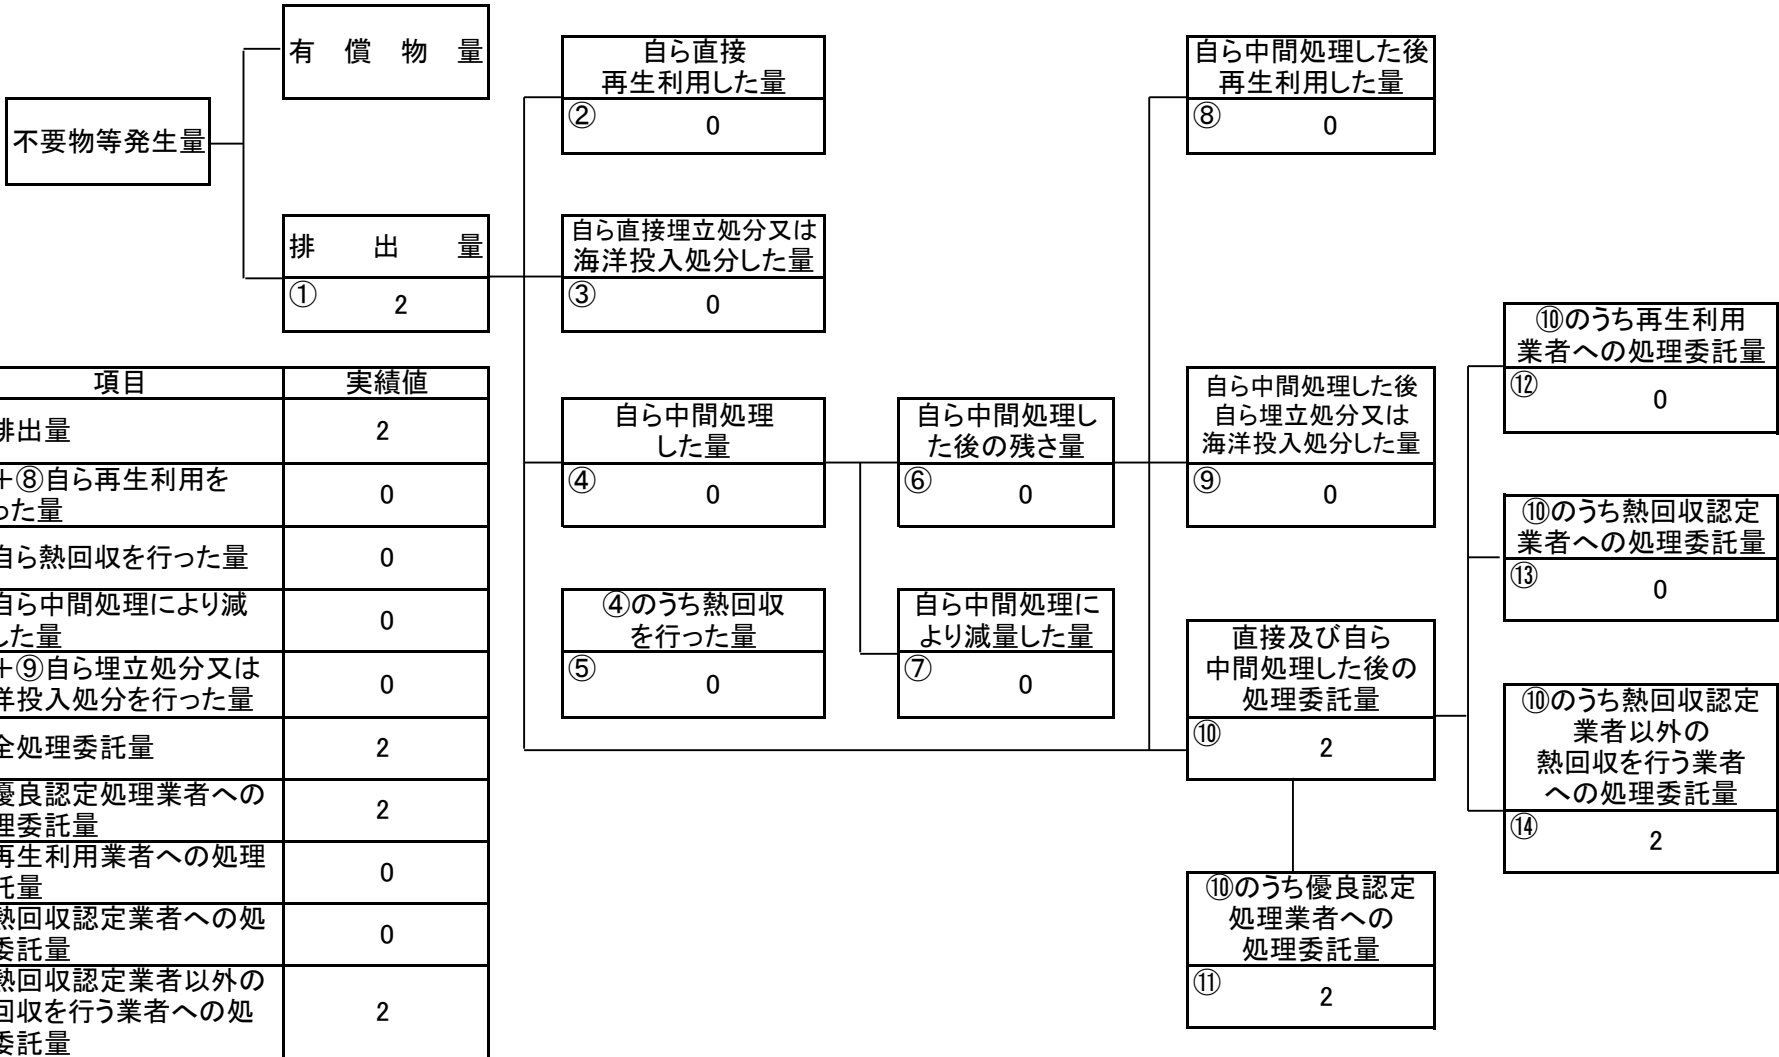 不要物等発生量
有償物量
排出量
①
2
自ら直接
再生利用した量
②
0
自ら直接埋立処分又は
海洋投入処分した量
③
0
自ら中間処理
した量
④
0
④のうち熱回収
を行った量
⑤
0
自ら中間処理し
た後の残さ量
⑥
0
自ら中間処理に
より減量した量
⑦
0
自ら中間処理した後
再生利用した量
⑧
0
自ら中間処理した後
自ら埋立処分又は
海洋投入処分した量
⑨
0
直接及び自ら
中間処理した後の
処理委託量
⑩
2
⑩のうち優良認定
処理業者への
処理委託量
⑪
2
⑩のうち再生利用
業者への処理委託量
⑫
0
⑩のうち熱回収認定
業者への処理委託量
⑬
0
⑩のうち熱回収認定
業者以外の
熱回収を行う業者
への処理委託量
⑭
2
項目 実績値
排出量 2
+⑧自ら再生利用を
った量 0
自ら熱回収を行った量 0
自ら中間処理により減
した量 0
+⑨自ら埋立処分又は
洋投入処分を行った量 0
全処理委託量 2
優良認定処理業者への
理委託量 2
再生利用業者への処理
託量 0
熱回収認定業者への処
委託量 0
熱回収認定業者以外の
回収を行う業者への処
委託量 2